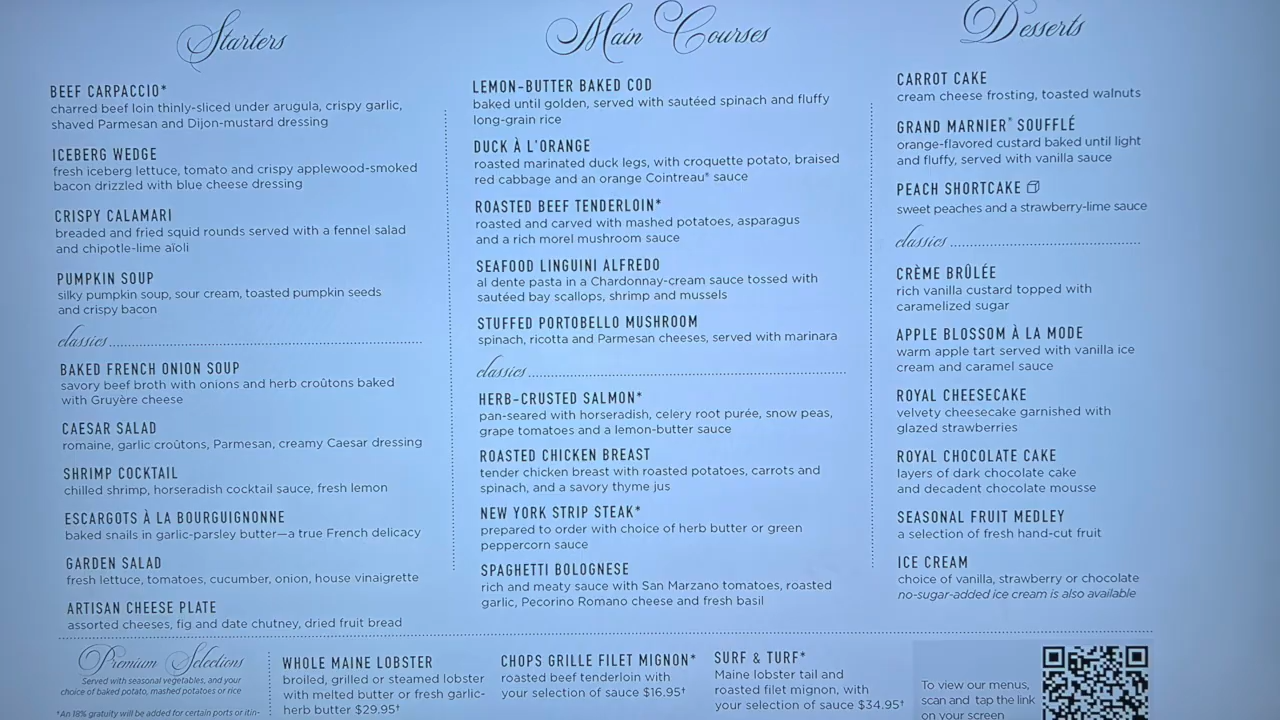 Starters
BEEF CARPACCIO*
charred beef loin thinly-sliced under arugula, crispy garlic,
shaved Parmesan and Dijon-mustard dressing
ICEBERG WEDGE
fresh iceberg lettuce, tomato and crispy applewood-smoked
bacon drizzled with blue cheese dressing
CRISPY CALAMARI
breaded and fried squid rounds served with a fennel salad
and chipotle-lime aïoli
PUMPKIN SOUP
silky pumpkin soup, sour cream, toasted pumpkin seeds
and crispy bacon
classics
BAKED FRENCH ONION SOUP
savory beef broth with onions and herb croûtons baked
with Gruyère cheese
CAESAR SALAD
romaine, garlic croûtons, Parmesan, creamy Caesar dressing
SHRIMP COCKTAIL
chilled shrimp, horseradish cocktail sauce, fresh lemon
ESCARGOTS À LA BOURGUIGNONNE
baked snails in garlic-parsley butter—a true French delicacy
GARDEN SALAD
fresh lettuce, tomatoes, cucumber, onion, house vinaigrette
ARTISAN CHEESE PLATE
assorted cheeses, fig and date chutney, dried fruit bread
Main Courses
LEMON-BUTTER BAKED COD
baked until golden, served with sautéed spinach and fluffy
long-grain rice
DUCK À L'ORANGE
roasted marinated duck legs, with croquette potato, braised
red cabbage and an orange Cointreau® sauce
ROASTED BEEF TENDERLOIN*
roasted and carved with mashed potatoes, asparagus
and a rich morel mushroom sauce
SEAFOOD LINGUINI ALFREDO
al dente pasta in a Chardonnay-cream sauce tossed with
sautéed bay scallops, shrimp and mussels
STUFFED PORTOBELLO MUSHROOM
spinach, ricotta and Parmesan cheeses, served with marinara
classics
HERB-CRUSTED SALMON*
pan-seared with horseradish, celery root purée, snow peas,
grape tomatoes and a lemon-butter sauce
ROASTED CHICKEN BREAST
tender chicken breast with roasted potatoes, carrots and
spinach, and a savory thyme jus
NEW YORK STRIP STEAK*
prepared to order with choice of herb butter or green
peppercorn sauce
SPAGHETTI BOLOGNESE
rich and meaty sauce with San Marzano tomatoes, roasted
garlic, Pecorino Romano cheese and fresh basil
Desserts
CARROT CAKE
cream cheese frosting, toasted walnuts
GRAND MARNIER® SOUFFLÉ
orange-flavored custard baked until light
and fluffy, served with vanilla sauce
PEACH SHORTCAKE
sweet peaches and a strawberry-lime sauce
classics
CRÈME BRÛLÉE
rich vanilla custard topped with
caramelized sugar
APPLE BLOSSOM À LA MODE
warm apple tart served with vanilla ice
cream and caramel sauce
ROYAL CHEESECAKE
velvety cheesecake garnished with
glazed strawberries
ROYAL CHOCOLATE CAKE
layers of dark chocolate cake
and decadent chocolate mousse
SEASONAL FRUIT MEDLEY
a selection of fresh hand-cut fruit
ICE CREAM
choice of vanilla, strawberry or chocolate
no-sugar-added ice cream is also available
Premium Selections
Served with seasonal vegetables, and your
choice of baked potato, mashed potatoes or rice
*An 18% gratuity will be added for certain ports or itin-
WHOLE MAINE LOBSTER
broiled, grilled or steamed lobster
with melted butter or fresh garlic-
herb butter $29.95†
CHOPS GRILLE FILET MIGNON*
roasted beef tenderloin with
your selection of sauce $16.95†
SURF & TURF*
Maine lobster tail and
roasted filet mignon, with
your selection of sauce $34.95†
To view our menus,
scan and tap the link
on your screen